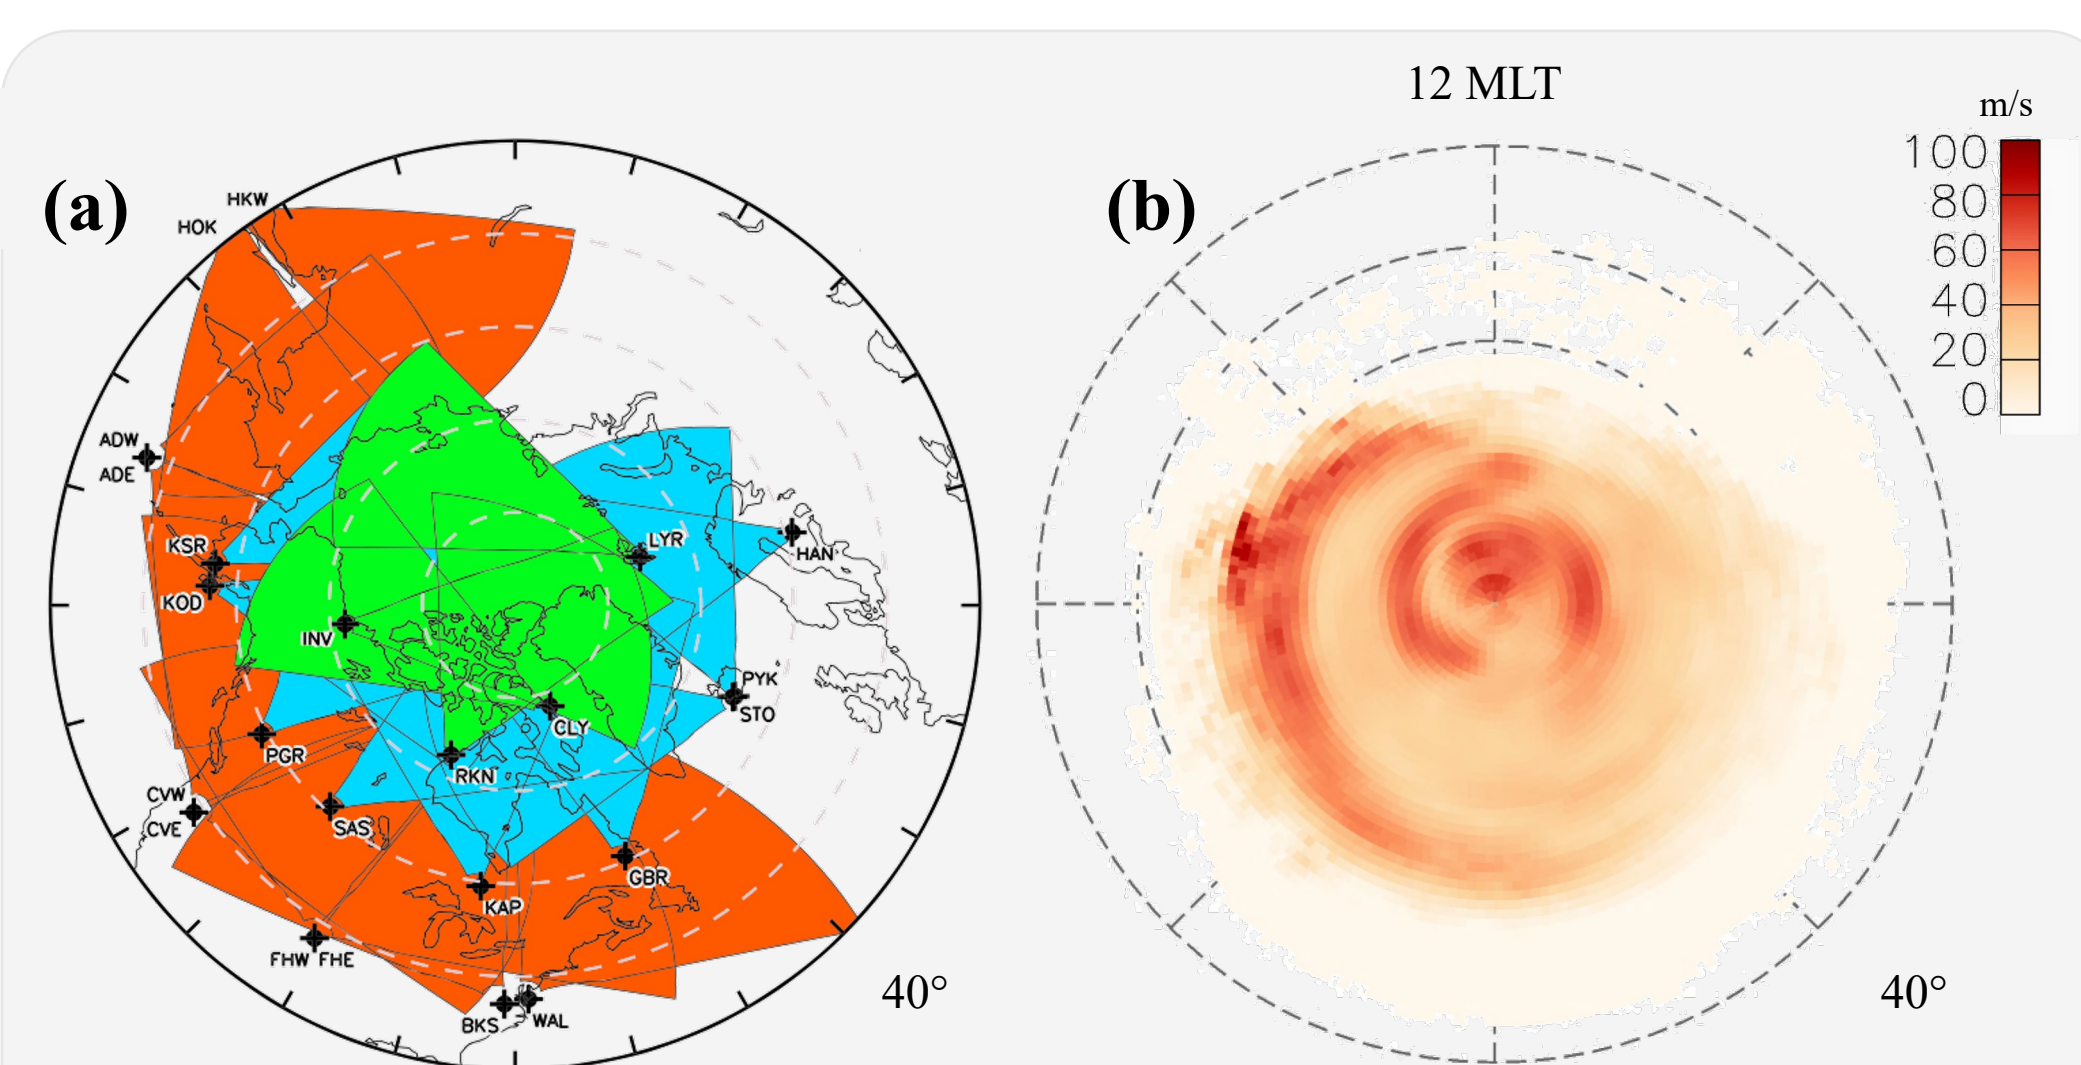 12 MLT
m/s
(a)
(b)
100
80
60
40
20
0
HKW
HOK
ADW
ADE
KSR
KOD
LYR
HAN
INV
PYK
STO
CLY
PGR
RKN
CVW
CVE
SAS
GBR
KAP
FHW FHE
BKS
WAL
40°
40°